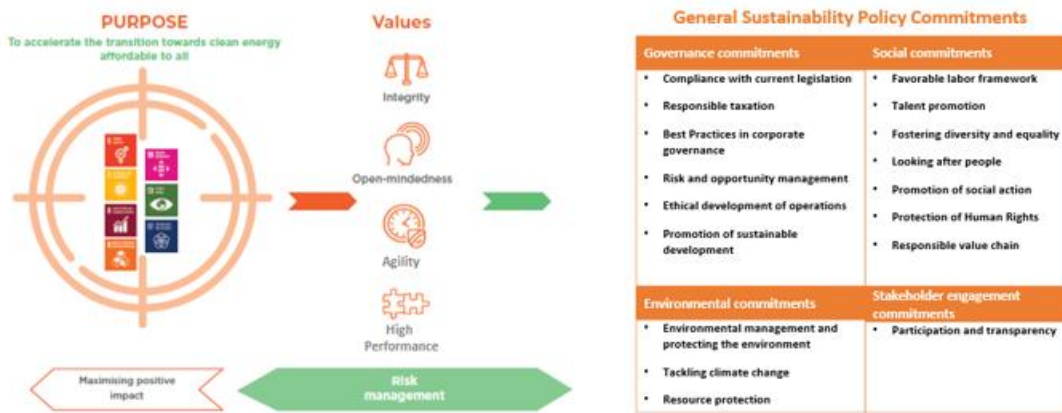 PURPOSE
To accelerate the transition towards clean energy
affordable to all
Values
Integrity
Open-mindedness
Agility
High
Performance
Maximising positive
impact
Risk
management
General Sustainability Policy Commitments
Governance commitments
Compliance with current legislation
Responsible taxation
Best Practices in corporate
governance
Risk and opportunity management
Ethical development of operations
Promotion of sustainable
development
Social commitments
Favorable labor framework
Talent promotion
Fostering diversity and equality
Looking after people
Promotion of social action
Protection of Human Rights
Responsible value chain
Environmental commitments
Environmental management and
protecting the environment
Tackling climate change
Resource protection
Stakeholder engagement
commitments
Participation and transparency